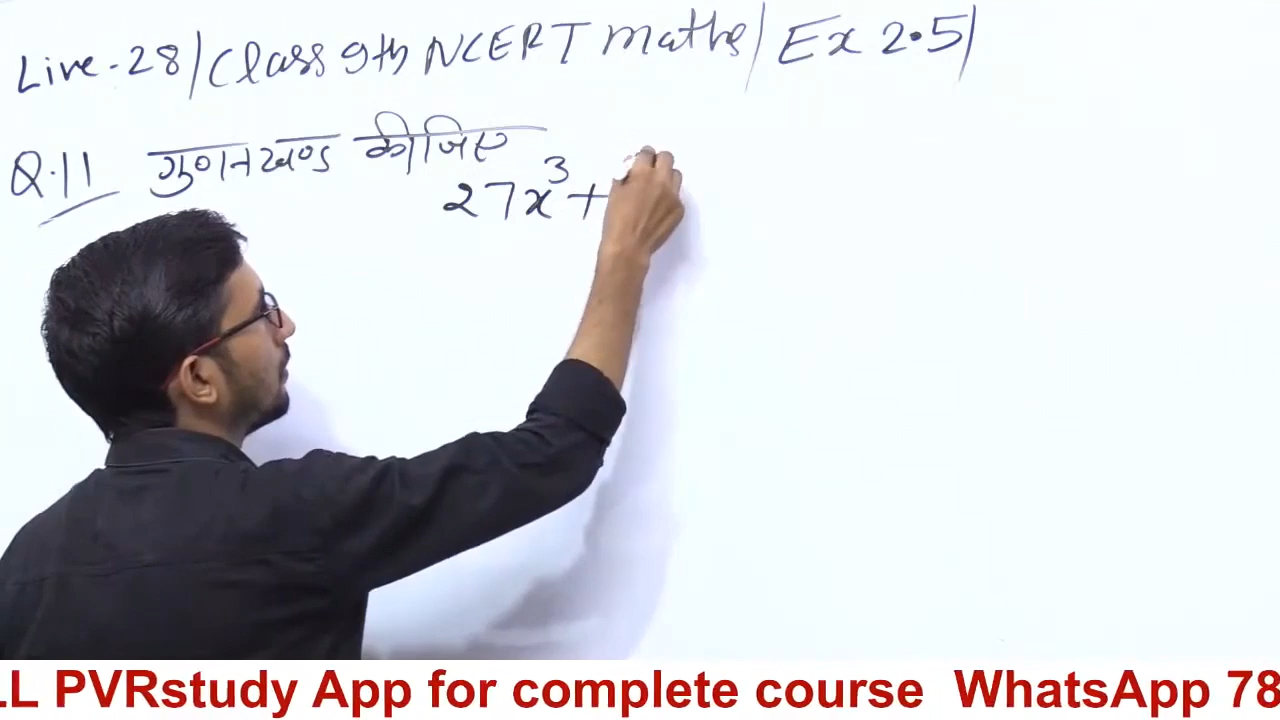 Live-28/Class 9th NCERT maths/Ex 2.5/
Q.11 गुणनखण्ड कीजिए
27x³+
LL PVRstudy App for complete course WhatsApp 78